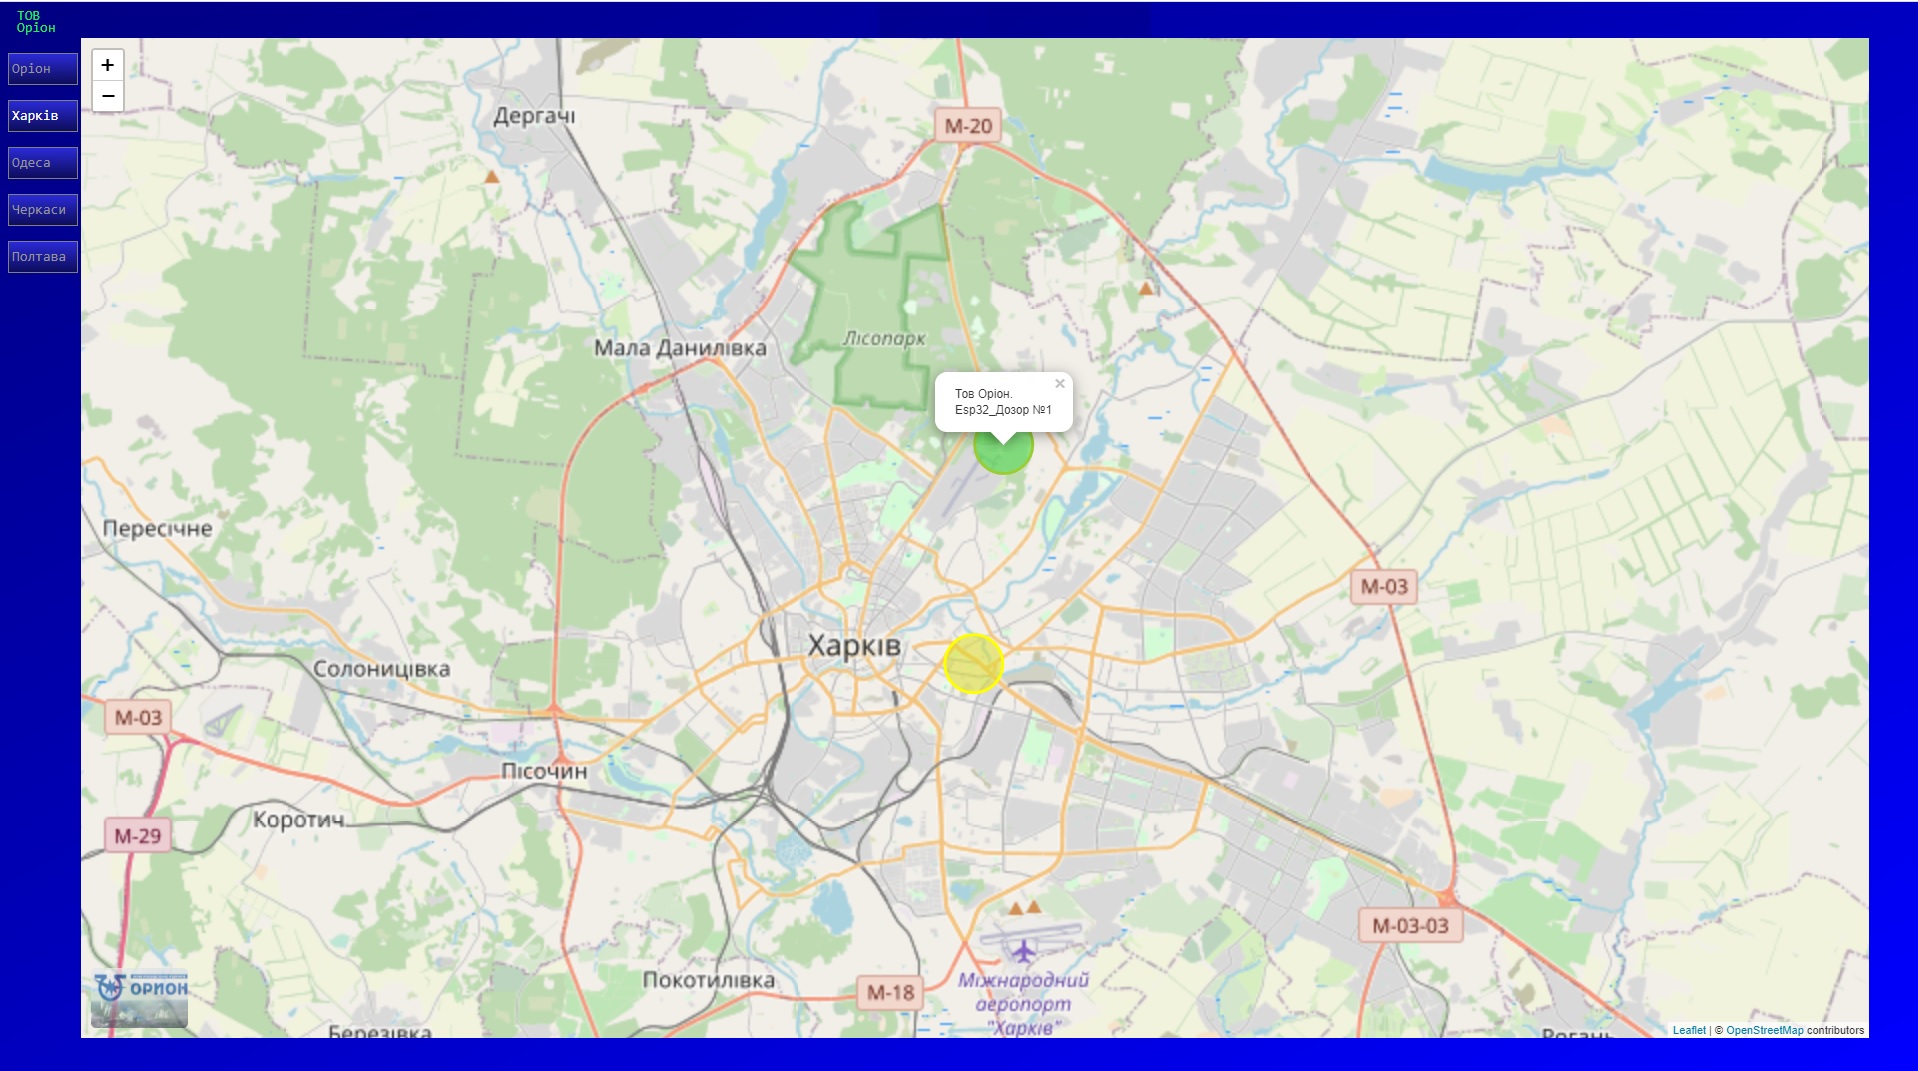 ТОВ
Оріон
Оріон
Харків
Одеса
Черкаси
Полтава
+
−
Дергачі
М-20
Лісопарк
Мала Данилівка
×
Тов Оріон.
Esp32_Дозор №1
Пересічне
М-03
Харків
Солоницівка
М-03
Пісочин
Коротич
М-29
М-03-03
Покотилівка
М-18
Міжнародний
аеропорт
"Харків"
ОРИОН
Березівка
Рогань
Leaflet | © OpenStreetMap contributors